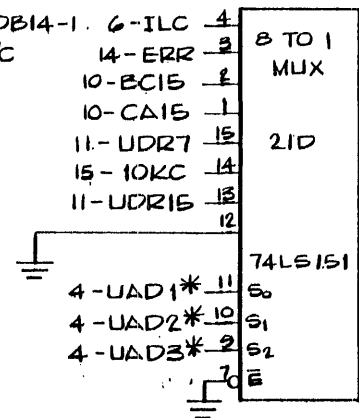 DB14-1. 6-ILC 4
C 14-ERR 3
10-BC15 2
10-CA15 1
11-UDR7 15
15-10KC 14
11-UDR15 13
12
8 TO 1
MUX
21D
74LS151
4-UAD1* 11 S0
4-UAD2* 10 S1
4-UAD3* 9 S2
7 E̅